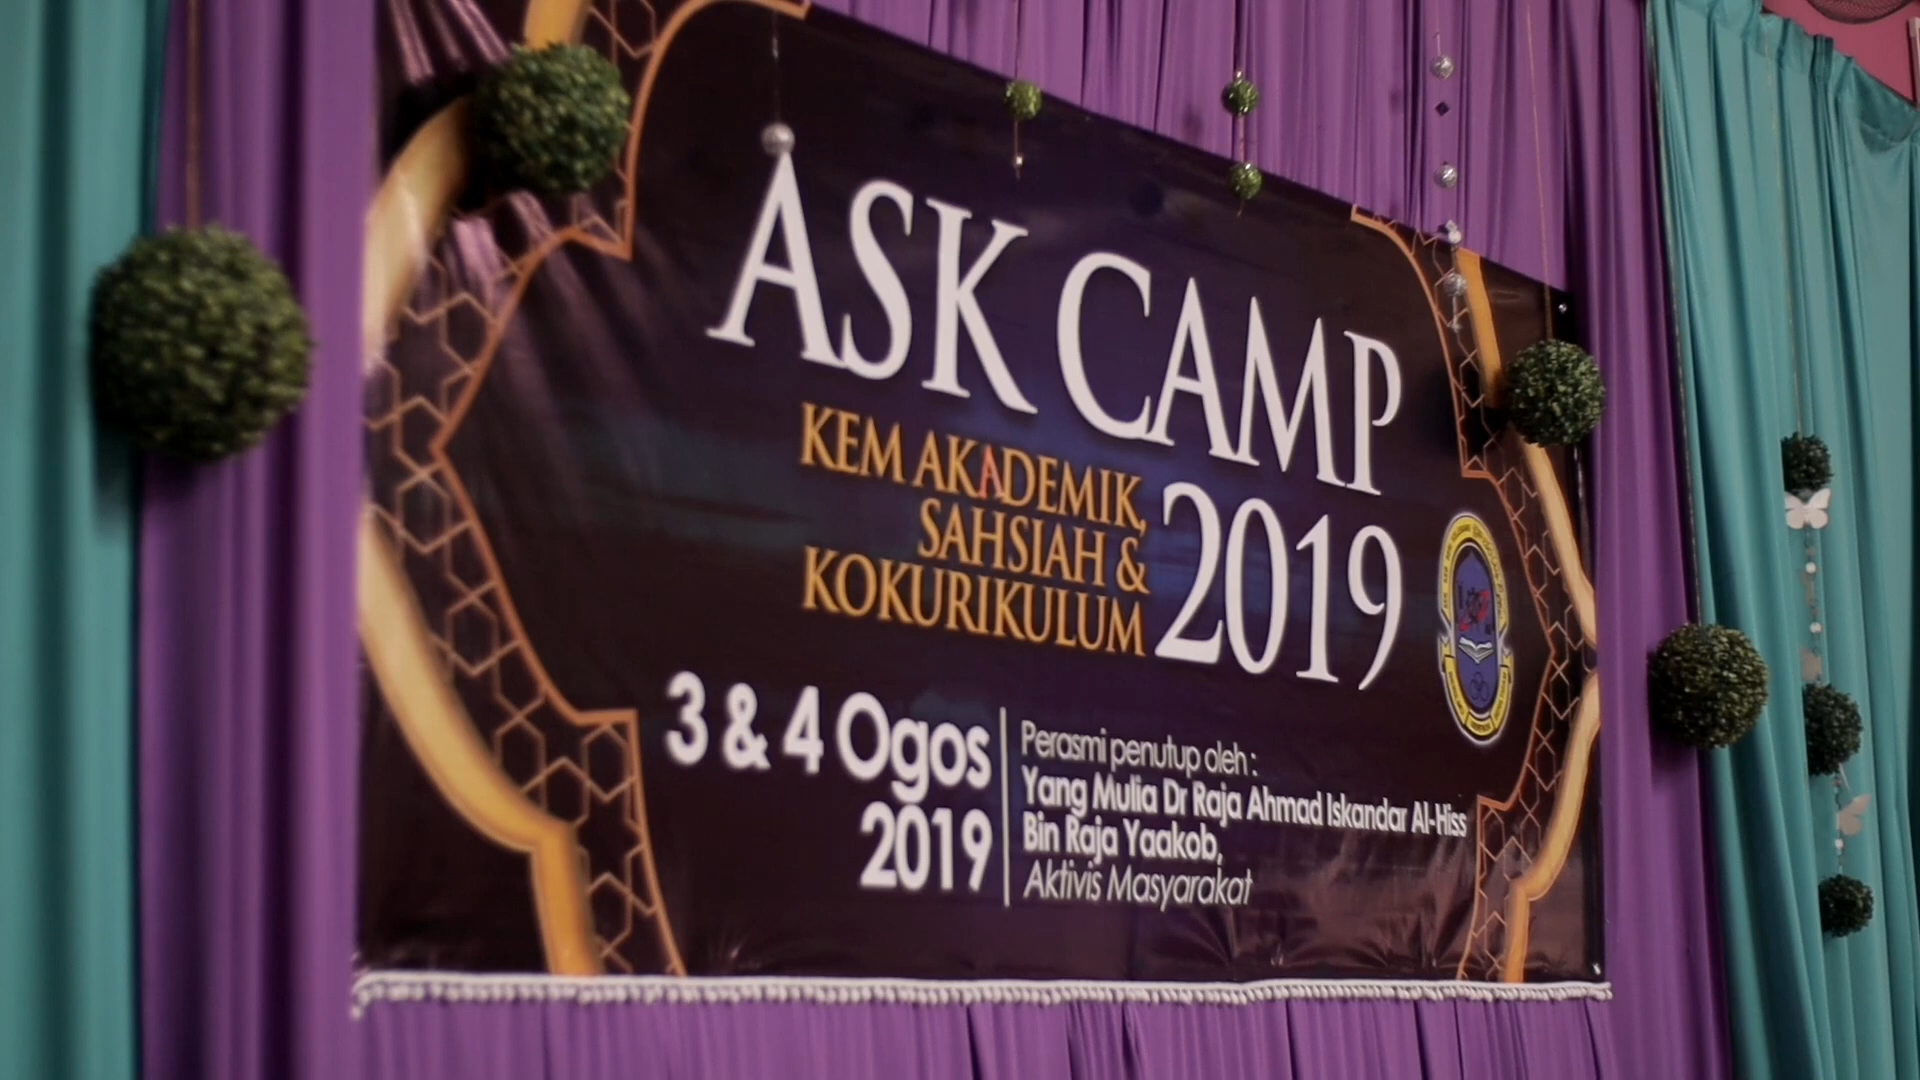 ASK CAMP
2019
KEM AKADEMIK,
SAHSIAH &
KOKURIKULUM
3 & 4 Ogos
2019
Perasmi penutup oleh :
Yang Mulia Dr Raja Ahmad Iskandar Al-Hiss
Bin Raja Yaakob,
Aktivis Masyarakat